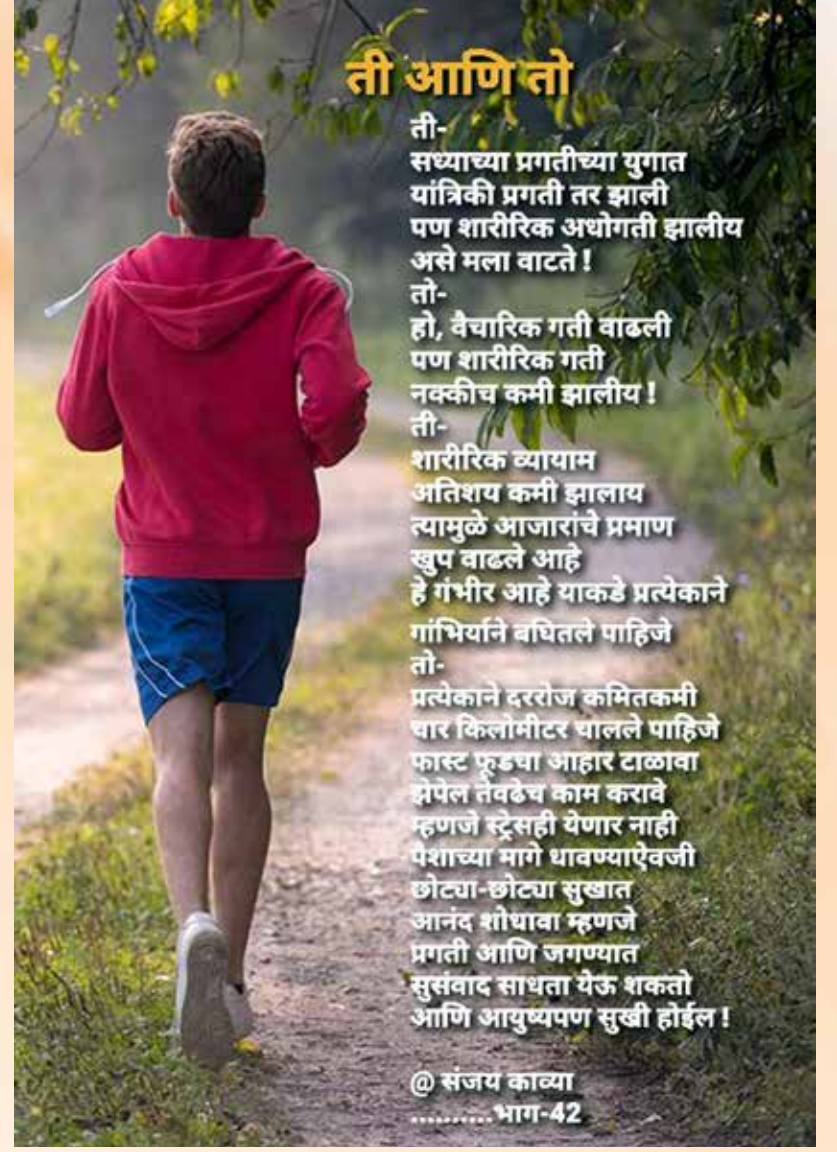 ती आणि तो
ती-
सध्याच्या प्रगतीच्या युगात
यांत्रिकी प्रगती तर झाली
पण शारीरिक अधोगती झालीय
असे मला वाटते !
तो-
हो, वैचारिक गती वाढली
पण शारीरिक गती
नक्कीच कमी झालीय !
ती-
शारीरिक व्यायाम
अतिशय कमी झालाय
त्यामुळे आजारांचे प्रमाण
खुप वाढले आहे
हे गंभीर आहे याकडे प्रत्येकाने
गांभिर्याने बघितले पाहिजे
तो-
प्रत्येकाने दररोज कमितकमी
चार किलोमीटर चालले पाहिजे
फास्ट फूडचा आहार टाळावा
झेपेल तेवढेच काम करावे
म्हणजे स्ट्रेसही येणार नाही
पैशाच्या मागे धावण्याऐवजी
छोट्या-छोट्या सुखात
आनंद शोधावा म्हणजे
प्रगती आणि जगण्यात
सुसंवाद साधता येऊ शकतो
आणि आयुष्यपण सुखी होईल !
@ संजय काव्या
..........भाग-42